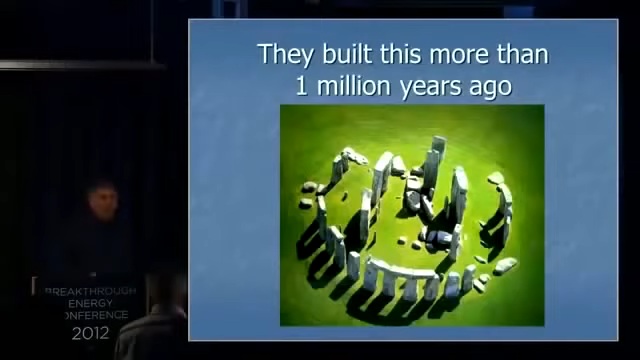 They built this more than
1 million years ago
BREAKTHROUGH
ENERGY
CONFERENCE
2012